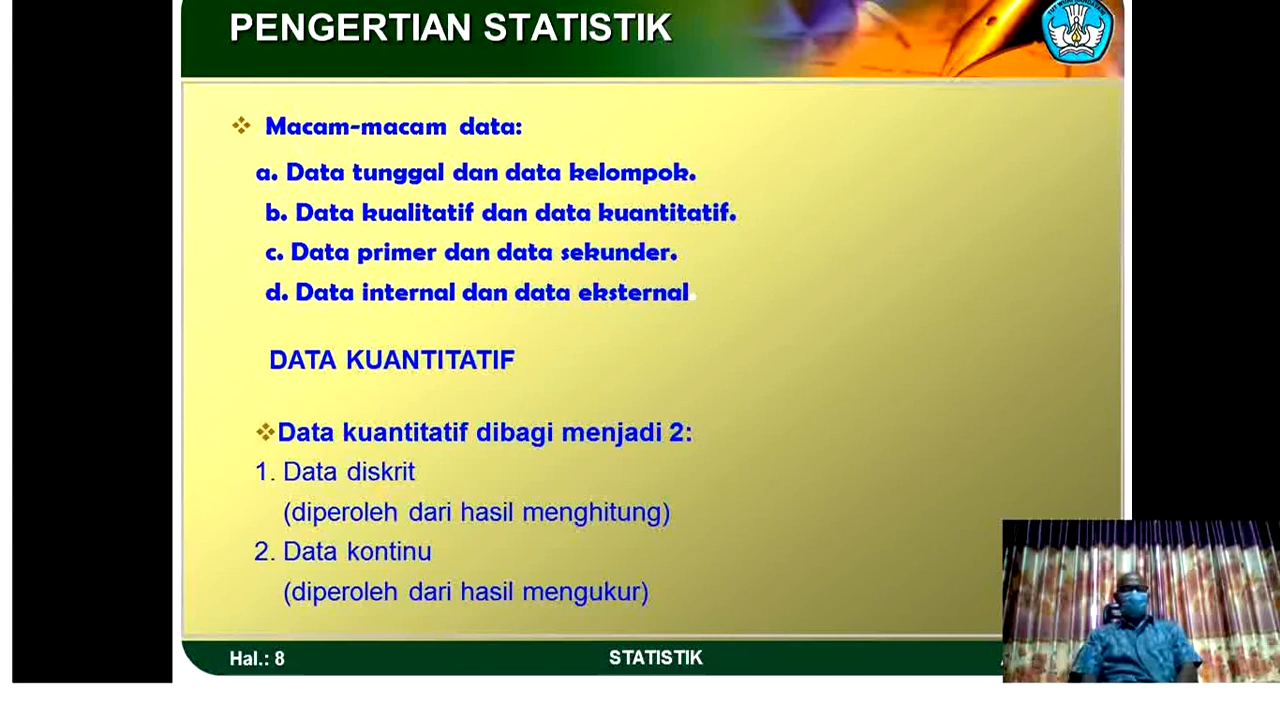 PENGERTIAN STATISTIK
Macam-macam data:
a. Data tunggal dan data kelompok.
b. Data kualitatif dan data kuantitatif.
c. Data primer dan data sekunder.
d. Data internal dan data eksternal.
DATA KUANTITATIF
Data kuantitatif dibagi menjadi 2:
1. Data diskrit
(diperoleh dari hasil menghitung)
2. Data kontinu
(diperoleh dari hasil mengukur)
Hal.: 8
STATISTIK